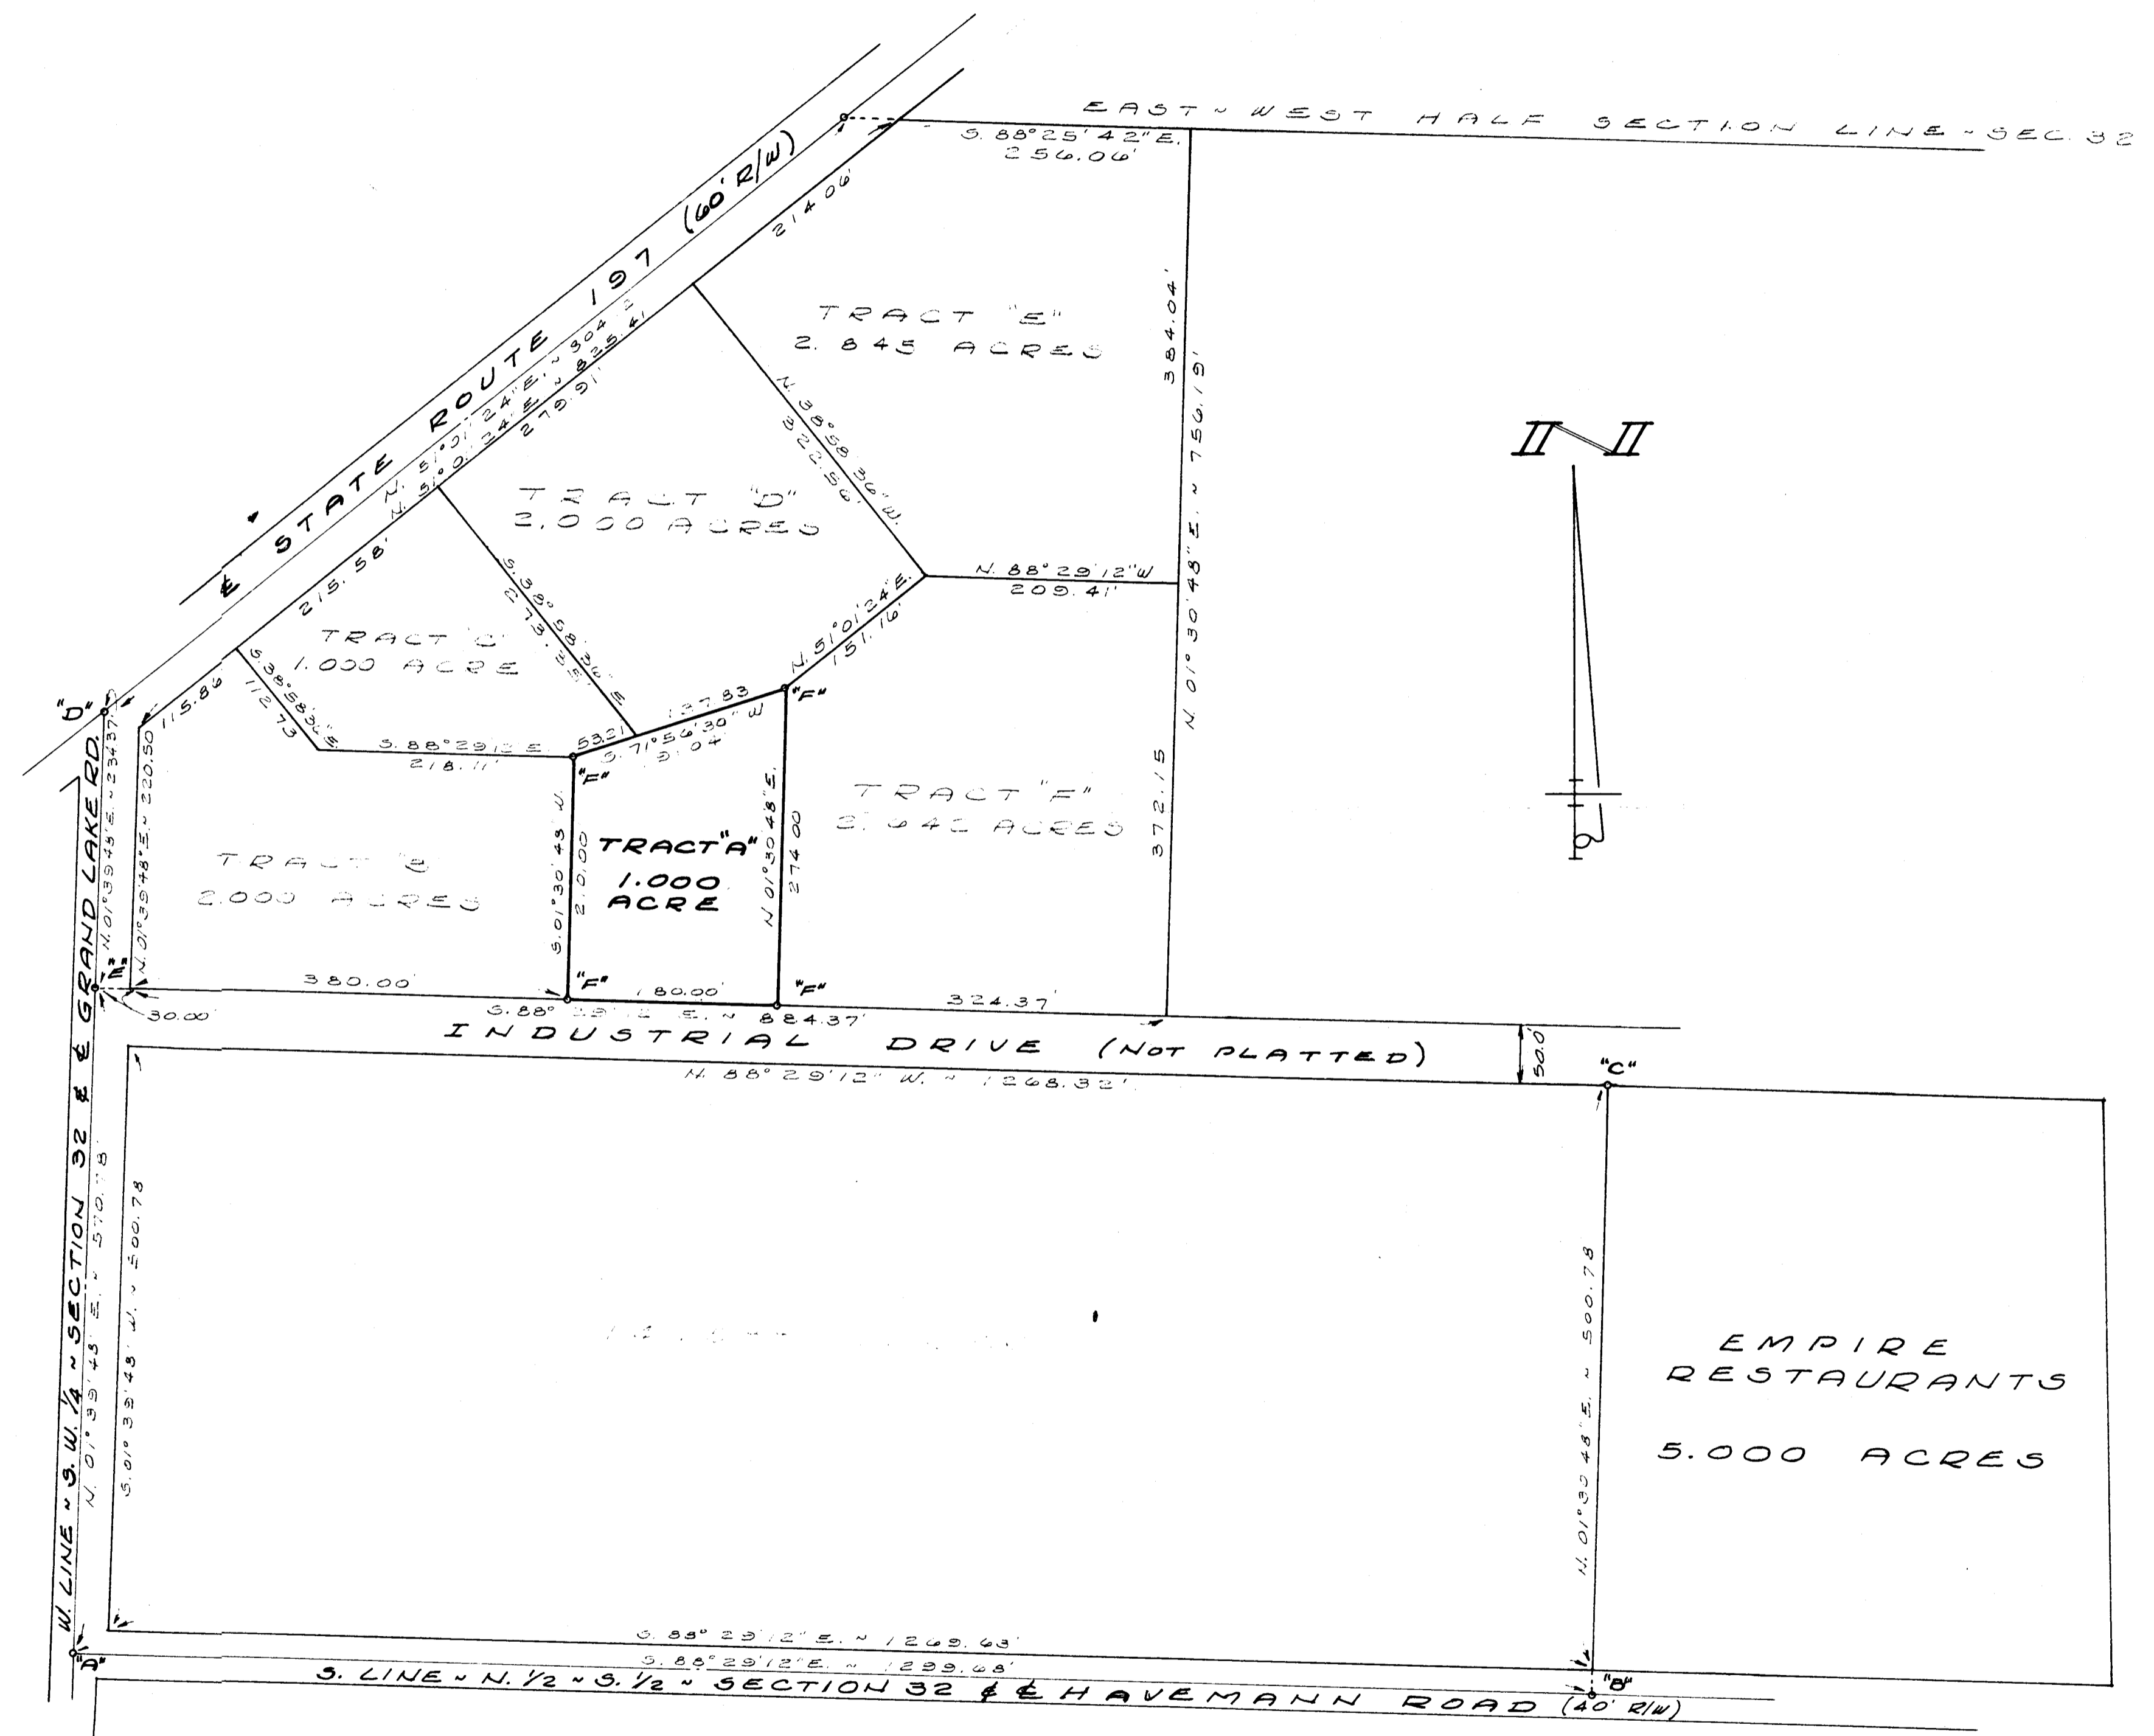 EAST ~ WEST HALF SECTION LINE ~ SEC. 32
S. 88° 25' 42" E.
256.06'
STATE ROUTE 197 (60' R/W)
214.06'
N. 51° 01' 24" E. ~ 825.41
279.91'
215.58'
115.86
TRACT "E"
2.845 ACRES
384.04'
N. 01° 30' 48" E. ~ 756.19'
N. 38° 58' 36" W.
322.56'
TRACT "D"
2.000 ACRES
N. 88° 29' 12" W
209.41'
S. 38° 58' 36" E
273.35'
N. 51° 01' 24" E.
151.16'
TRACT "C"
1.000 ACRE
S. 38° 58' 36" E.
112.73
S. 88° 29' 12" E.
218.11'
53.21
137.83
S. 71° 56' 30" W
"F"
"F"
"D"
N. 01° 39' 48" E. ~ 234.37
N. 01° 39' 48" E. ~ 220.50'
TRACT "B"
2.000 ACRES
S. 01° 30' 48" W.
TRACT "A"
1.000
ACRE
N 01° 30' 48" E.
274.00
TRACT "F"
2.642 ACRES
372.15
"E"
30.00'
380.00'
"F"
180.00'
"F"
324.37'
S. 88° 29' 12" E. ~ 884.37'
INDUSTRIAL DRIVE (NOT PLATTED)
50.0'
"C"
N. 88° 29' 12" W. ~ 1268.32'
W. LINE ~ S. W. 1/4 ~ SECTION 32 & ℄ GRAND LAKE RD.
N. 01° 39' 48" E. ~ 570.78
S. 01° 39' 48" W. ~ 500.78
N. 01° 30' 48" E. ~ 500.78
EMPIRE
RESTAURANTS
5.000 ACRES
S. 88° 29' 12" E. ~ 1269.63'
S. 88° 29' 12" E. ~ 1299.63'
"A"
"B"
S. LINE ~ N. 1/2 ~ S. 1/2 ~ SECTION 32 & ℄ HAVEMANN ROAD (40' R/W)